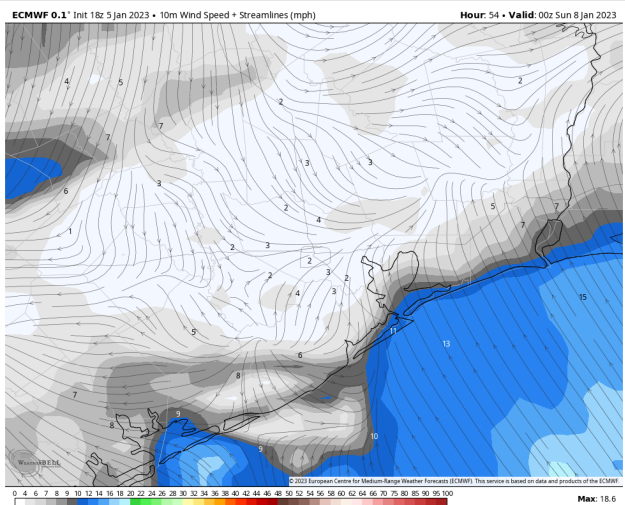 ECMWF 0.1° Init 18z 5 Jan 2023 • 10m Wind Speed + Streamlines (mph) Hour: 54 • Valid: 00z Sun 8 Jan 2023
4 5 2 2
7 7
3 3
6 3
2
4 5 7
7
1
2 3
2
2 3 2
4 3 15
5 11
13
6
8
7
9
8
10
9
WeatherBELL
© 2023 European Centre for Medium-Range Weather Forecasts (ECMWF). This service is based on data and products of the ECMWF
0 4 6 7 8 9 10 11 12 13 14 15 16 18 20 22 24 26 28 30 32 34 36 38 40 42 44 46 48 50 52 54 56 58 60 62 64 66 68 70 75 80 85 90 95 100 Max: 18.6